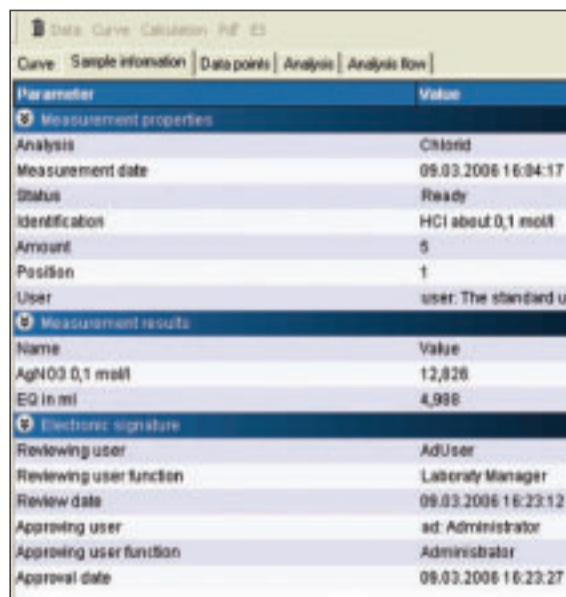 Data Curve Calculation Pdf ES
Curve Sample information Data points Analysis Analysis flow
Parameter Value
Measurement properties
Analysis Chlorid
Measurement date 09.03.2006 16:04:17
Status Ready
Identification HCl about 0,1 mol/l
Amount 5
Position 1
User user: The standard u
Measurement results
Name Value
AgNO3 0,1 mol/l 12,826
EQ in ml 4,988
Electronic signature
Reviewing user AdUser
Reviewing user function Laboraty Manager
Review date 09.03.2006 16:23:12
Approving user ad: Administrator
Approving user function Administrator
Approval date 09.03.2006 16:23:27